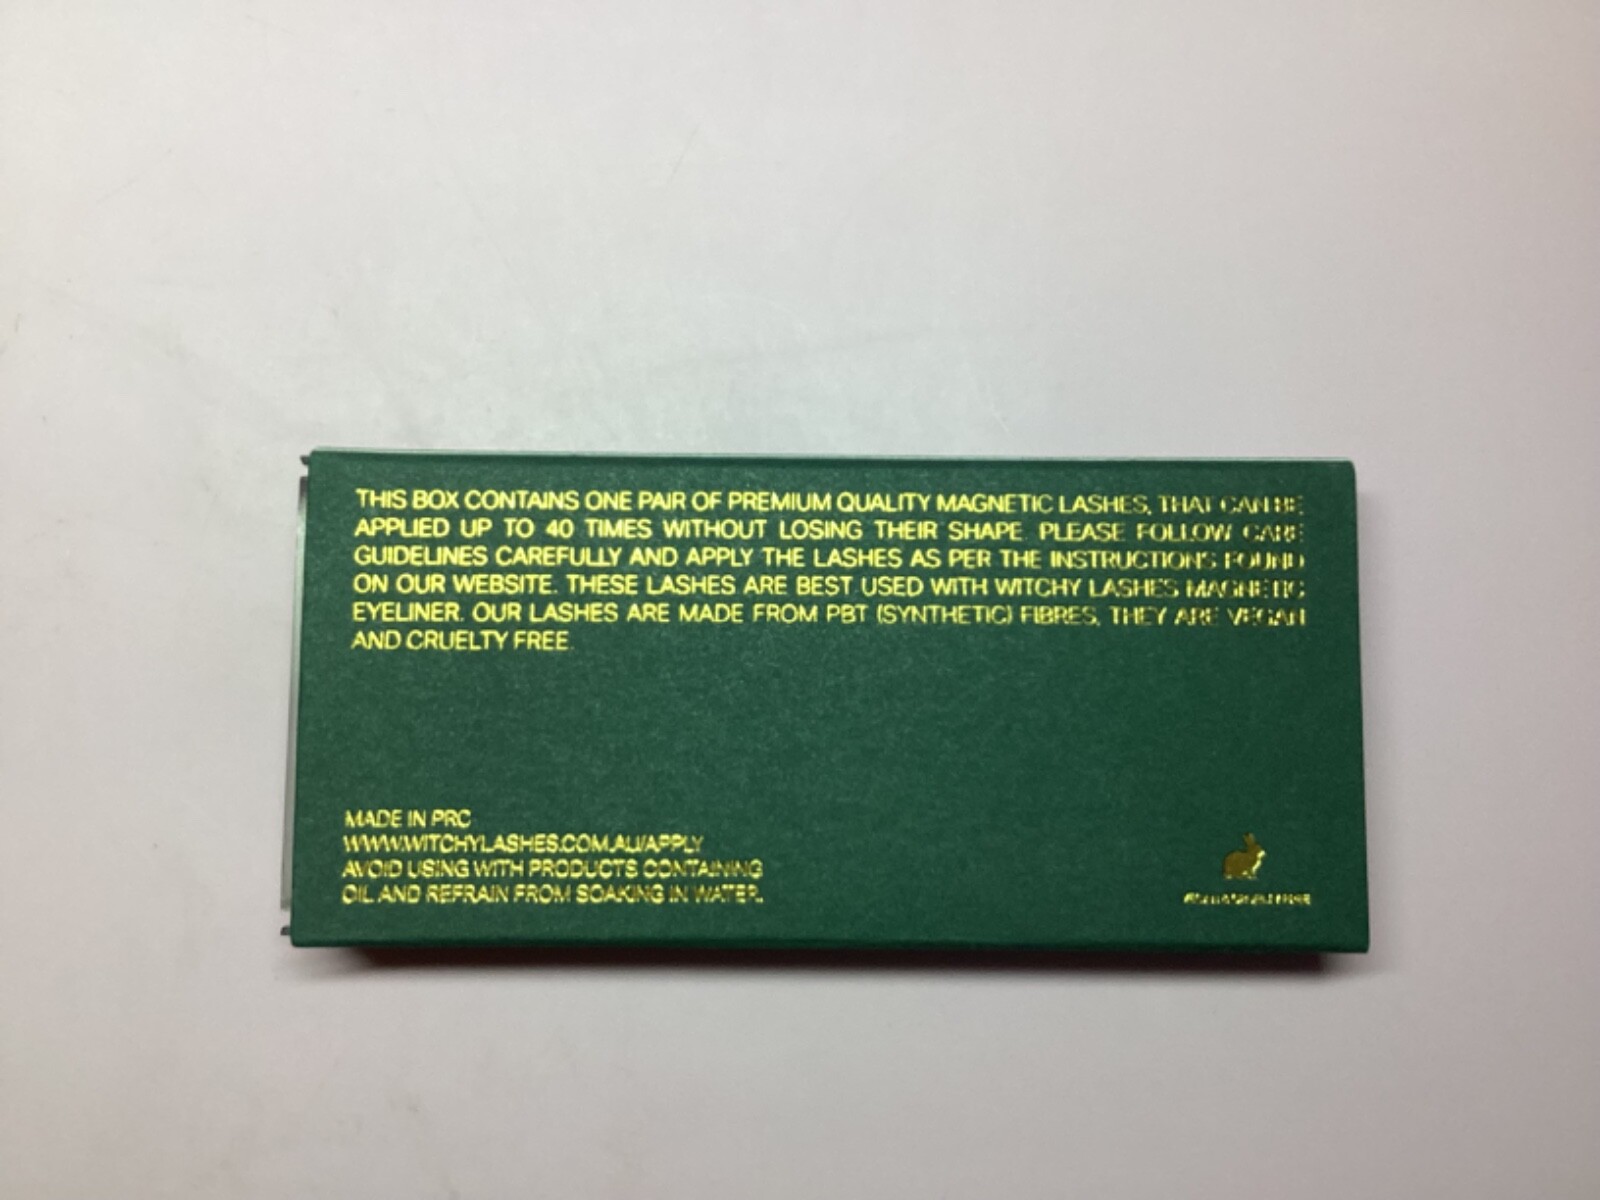 THIS BOX CONTAINS ONE PAIR OF PREMIUM QUALITY MAGNETIC LASHES, THAT CAN BE
APPLIED UP TO 40 TIMES WITHOUT LOSING THEIR SHAPE. PLEASE FOLLOW CARE
GUIDELINES CAREFULLY AND APPLY THE LASHES AS PER THE INSTRUCTIONS FOUND
ON OUR WEBSITE. THESE LASHES ARE BEST USED WITH WITCHY LASHES MAGNETIC
EYELINER. OUR LASHES ARE MADE FROM PBT (SYNTHETIC) FIBRES, THEY ARE VEGAN
AND CRUELTY FREE.
MADE IN PRC
WWW.WITCHYLASHES.COM.AU/APPLY
AVOID USING WITH PRODUCTS CONTAINING
OIL AND REFRAIN FROM SOAKING IN WATER.